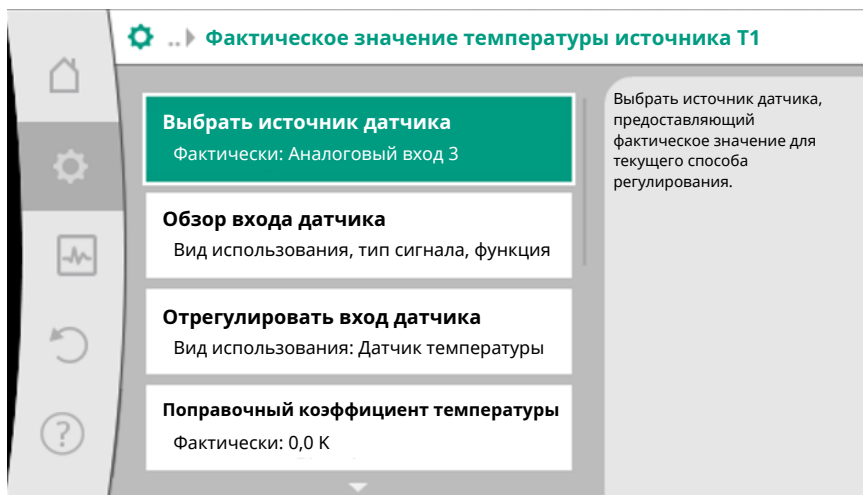 .. Фактическое значение температуры источника T1
Выбрать источник датчика
Фактически: Аналоговый вход 3
Обзор входа датчика
Вид использования, тип сигнала, функция
Отрегулировать вход датчика
Вид использования: Датчик температуры
Поправочный коэффициент температуры
Фактически: 0,0 K
Выбрать источник датчика,
предоставляющий
фактическое значение для
текущего способа
регулирования.
?